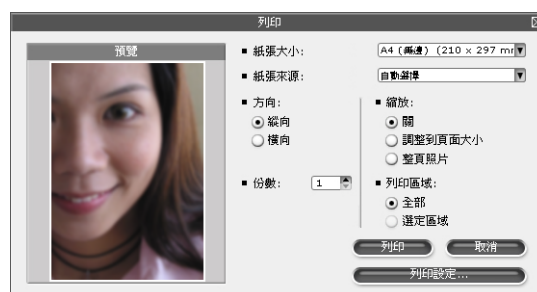 列印
預覽
▪ 紙張大小: A4 (無邊) (210 x 297 mm
▪ 紙張來源: 自動選擇
▪ 方向:
縱向
橫向
▪ 縮放:
關
調整到頁面大小
整頁照片
▪ 份數: 1
▪ 列印區域:
全部
選定區域
列印 取消
列印設定...